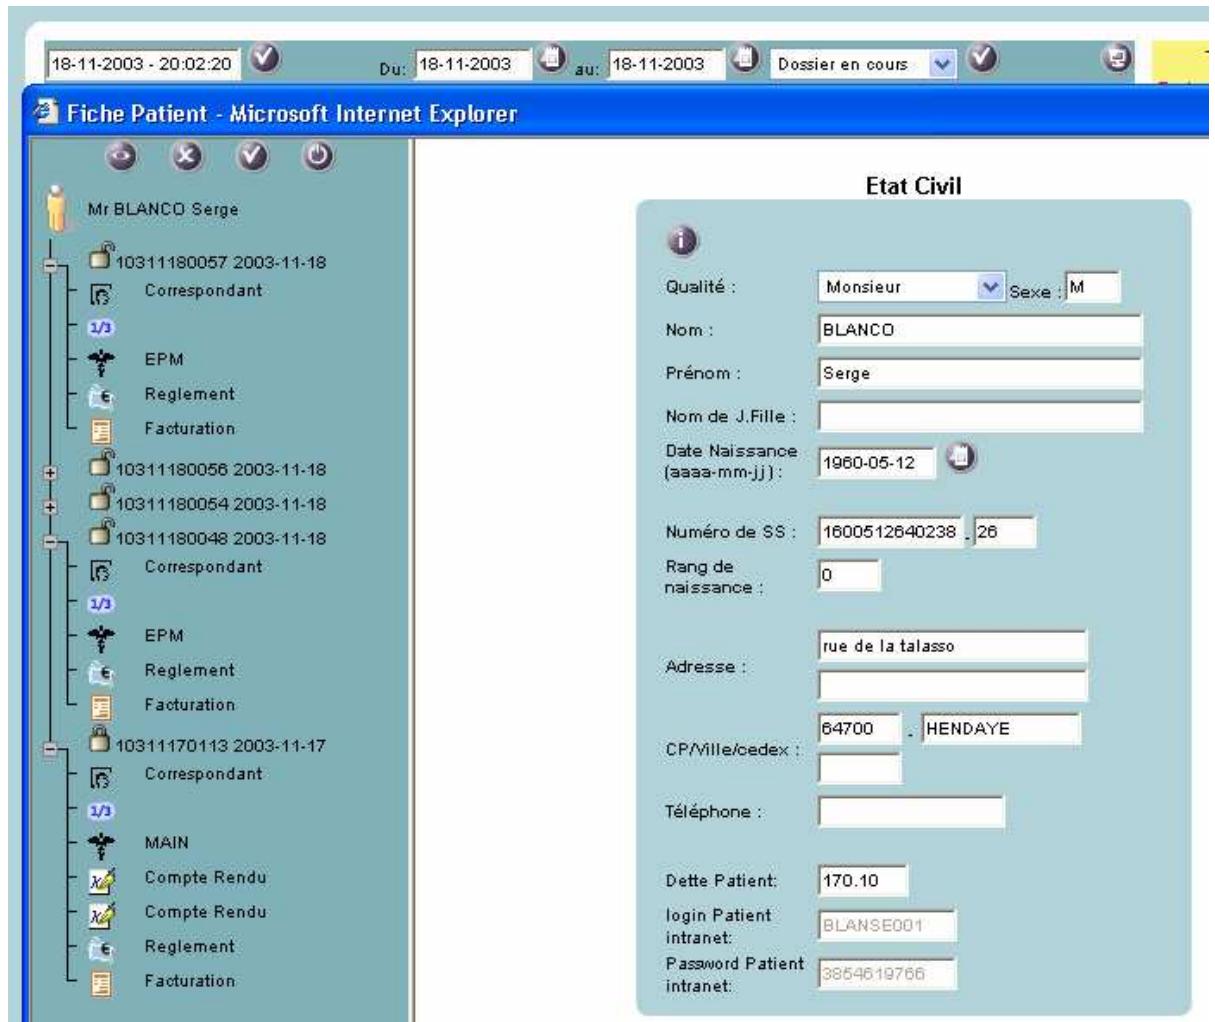 18-11-2003 - 20:02:20 Du: 18-11-2003 au: 18-11-2003 Dossier en cours
Fiche Patient - Microsoft Internet Explorer
Mr BLANCO Serge
10311180057 2003-11-18
Correspondant
1/3
EPM
Reglement
Facturation
10311180056 2003-11-18
10311180054 2003-11-18
10311180048 2003-11-18
Correspondant
1/3
EPM
Reglement
Facturation
10311170113 2003-11-17
Correspondant
1/3
MAIN
Compte Rendu
Compte Rendu
Reglement
Facturation
Etat Civil
Qualité : Monsieur Sexe : M
Nom : BLANCO
Prénom : Serge
Nom de J.Fille :
Date Naissance
(aaaa-mm-jj) : 1960-05-12
Numéro de SS : 1600512640238 . 26
Rang de
naissance : 0
rue de la talasso
Adresse :
64700 . HENDAYE
CP/Ville/cedex :
Téléphone :
Dette Patient: 170.10
login Patient
intranet: BLANSE001
Password Patient
intranet: 3854619766